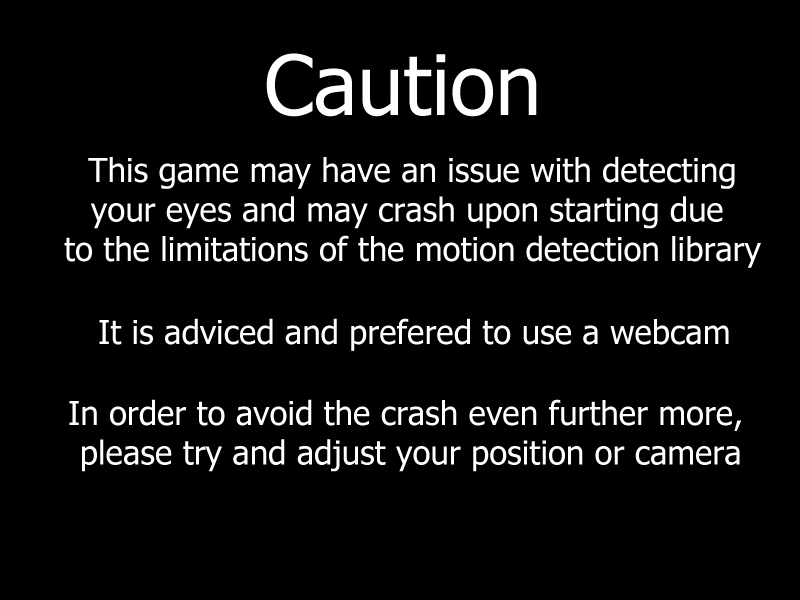 Caution
This game may have an issue with detecting
your eyes and may crash upon starting due
to the limitations of the motion detection library
It is adviced and prefered to use a webcam
In order to avoid the crash even further more,
please try and adjust your position or camera